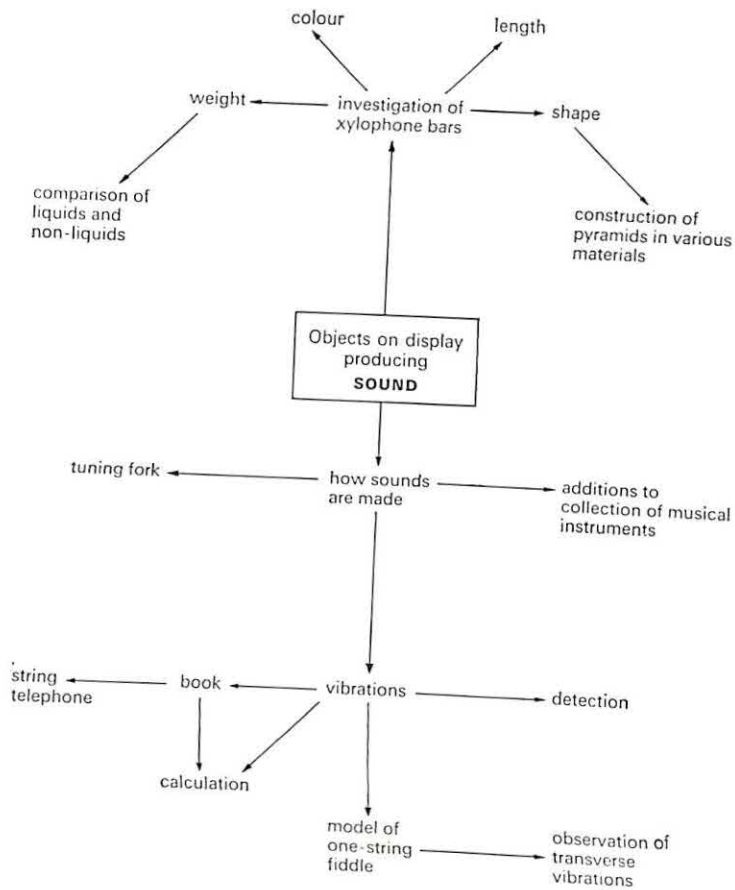 colour
length
weight
investigation of
xylophone bars
shape
comparison of
liquids and
non-liquids
construction of
pyramids in various
materials
Objects on display
producing
SOUND
tuning fork
how sounds
are made
additions to
collection of musical
instruments
string
telephone
book
vibrations
detection
calculation
model of
one-string
fiddle
observation of
transverse
vibrations